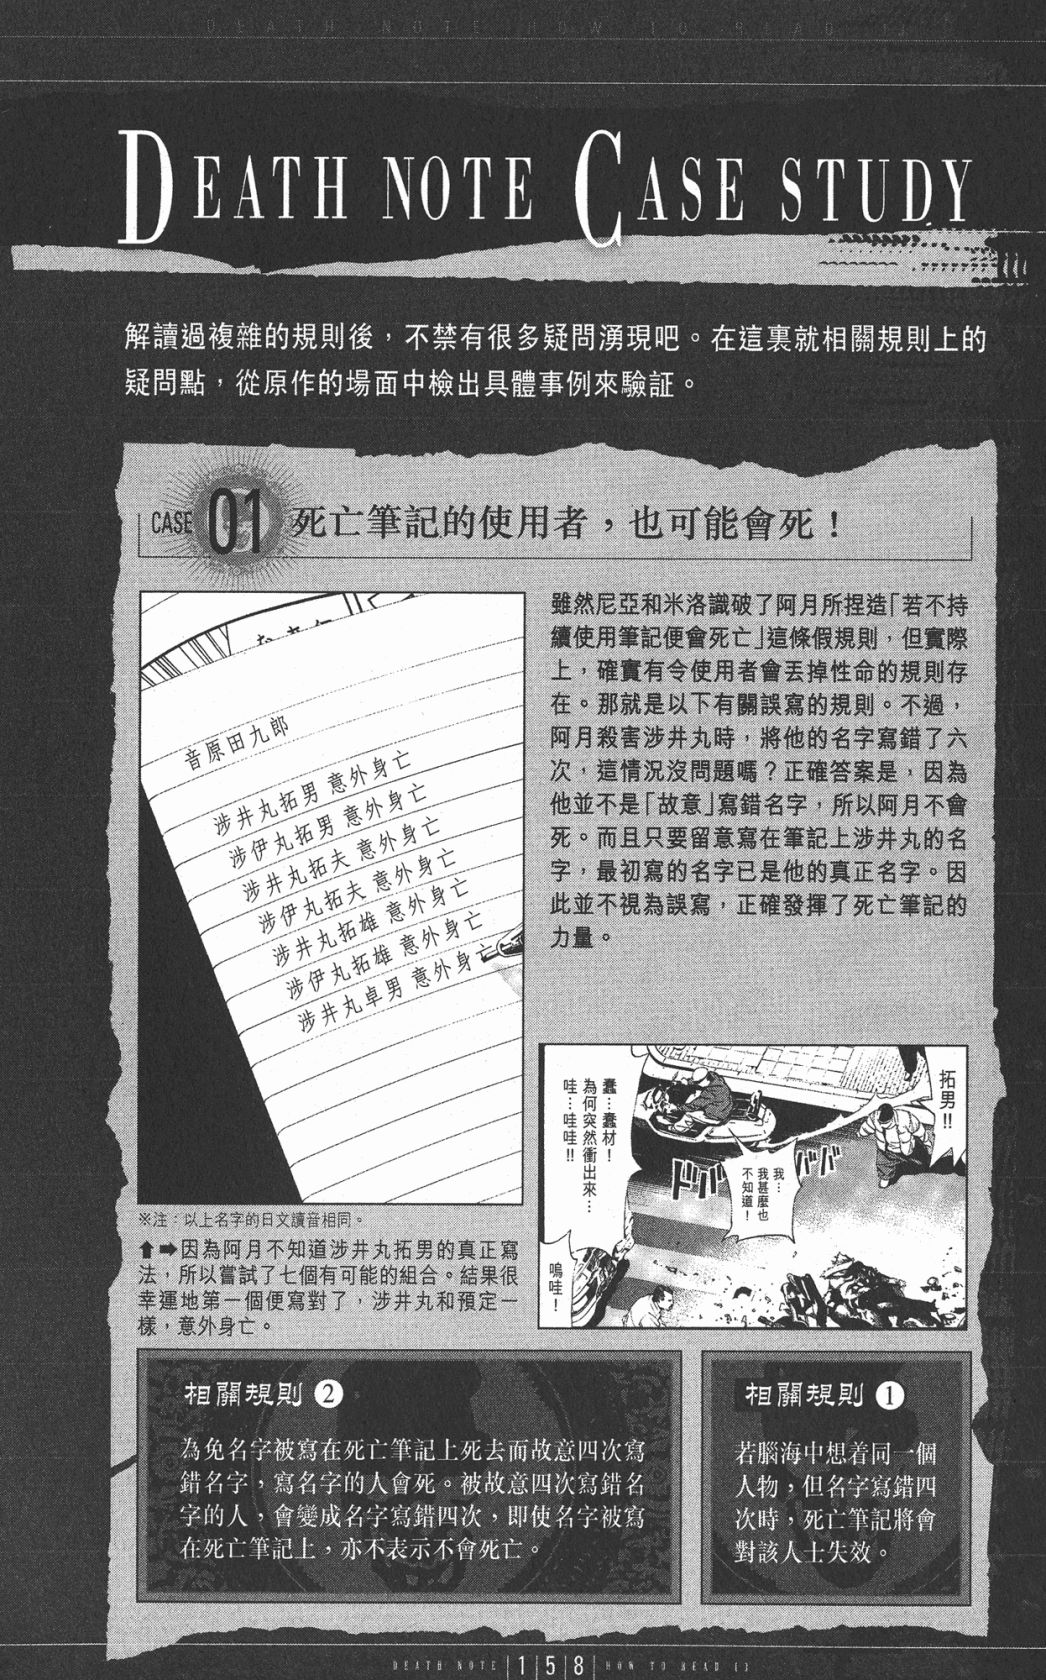 DEATH NOTE HOW TO READ 13
DEATH NOTE CASE STUDY
解讀過複雜的規則後，不禁有很多疑問湧現吧。在這裏就相關規則上的
疑問點，從原作的場面中檢出具體事例來驗証。
CASE 01 死亡筆記的使用者，也可能會死！
雖然尼亞和米洛識破了阿月所捏造「若不持
續使用筆記便會死亡」這條假規則，但實際
上，確實有令使用者會丟掉性命的規則存
在。那就是以下有關誤寫的規則。不過，
阿月殺害涉井丸時，將他的名字寫錯了六
次，這情況沒問題嗎？正確答案是，因為
他並不是「故意」寫錯名字，所以阿月不會
死。而且只要留意寫在筆記上涉井丸的名
字，最初寫的名字已是他的真正名字。因
此並不視為誤寫，正確發揮了死亡筆記的
力量。
音原田九郎
涉井丸拓男 意外身亡
涉伊丸拓男 意外身亡
涉井丸拓夫 意外身亡
涉伊丸拓夫 意外身亡
涉井丸拓雄 意外身亡
涉伊丸拓雄 意外身亡
涉井丸卓男 意外身亡
※注：以上名字的日文讀音相同。
⬆➡因為阿月不知道涉井丸拓男的真正寫
法，所以嘗試了七個有可能的組合。結果很
幸運地第一個便寫對了，涉井丸和預定一
樣，意外身亡。
拓男!!
我…
我甚麼也
不知道！
蠢…蠢材！
為何突然衝出來…
哇…哇哇!!
嗚哇！
ドドバ
ババ
相關規則 1
若腦海中想着同一個
人物，但名字寫錯四
次時，死亡筆記將會
對該人士失效。
相關規則 2
為免名字被寫在死亡筆記上死去而故意四次寫
錯名字，寫名字的人會死。被故意四次寫錯名
字的人，會變成名字寫錯四次，即使名字被寫
在死亡筆記上，亦不表示不會死亡。
DEATH NOTE |1|5|8| HOW TO READ 13